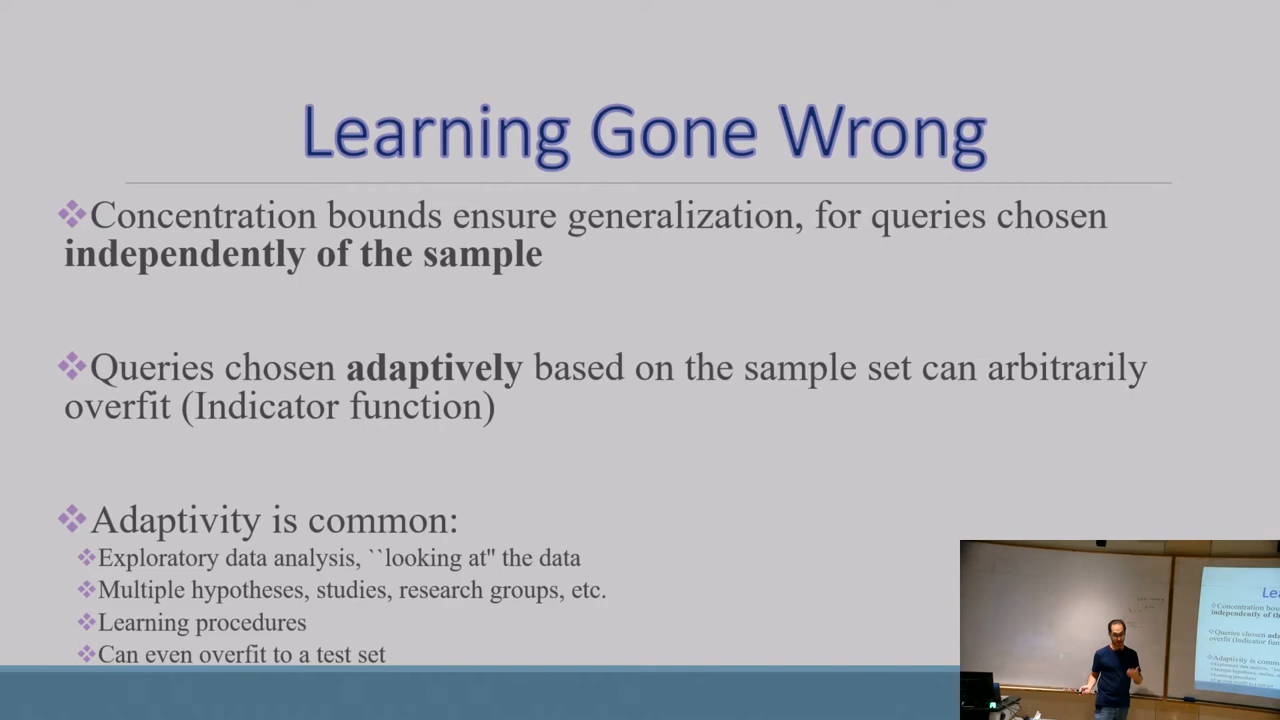 Learning Gone Wrong
❖Concentration bounds ensure generalization, for queries chosen
independently of the sample
❖Queries chosen adaptively based on the sample set can arbitrarily
overfit (Indicator function)
❖Adaptivity is common:
❖Exploratory data analysis, ``looking at" the data
❖Multiple hypotheses, studies, research groups, etc.
❖Learning procedures
❖Can even overfit to a test set